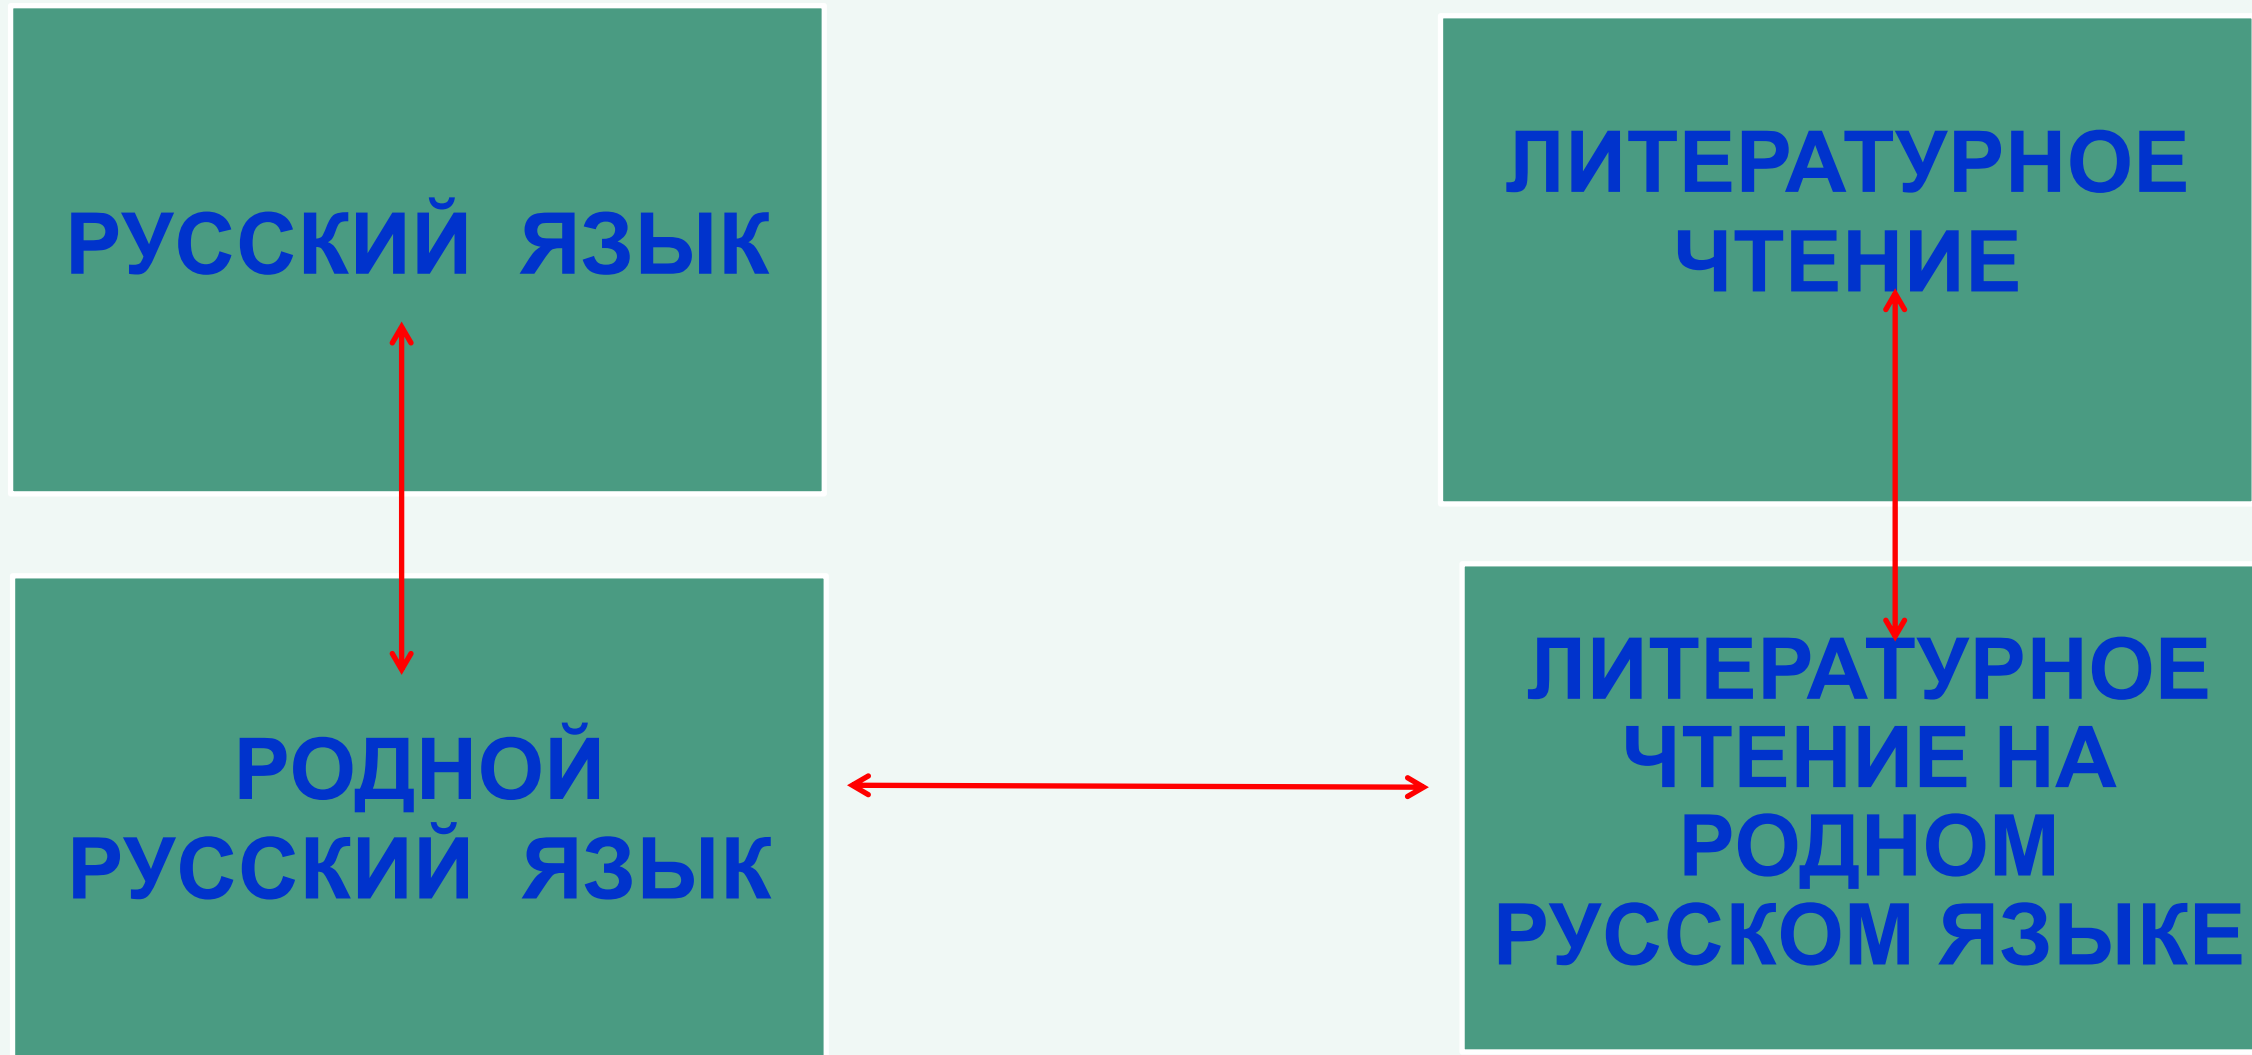 РУССКИЙ ЯЗЫК
ЛИТЕРАТУРНОЕ
ЧТЕНИЕ
РОДНОЙ
РУССКИЙ ЯЗЫК
ЛИТЕРАТУРНОЕ
ЧТЕНИЕ НА
РОДНОМ
РУССКОМ ЯЗЫКЕ